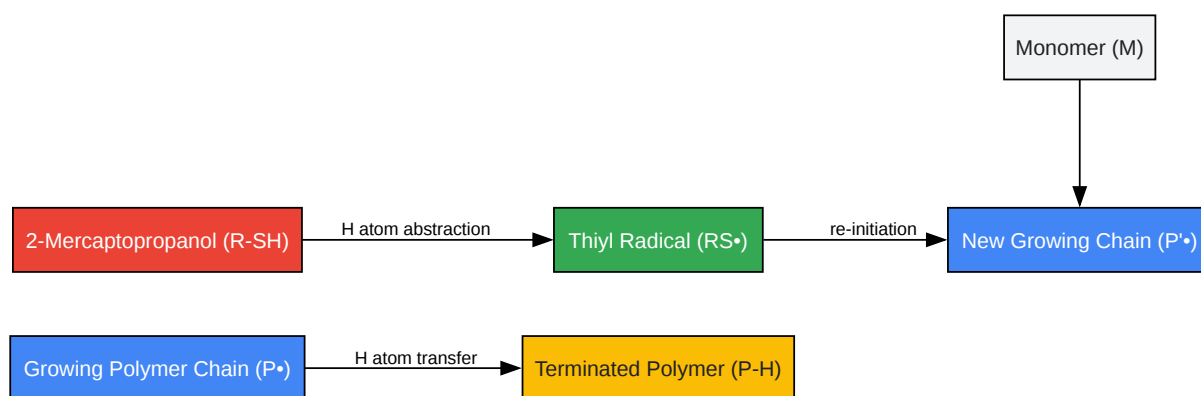 Monomer (M)
2-Mercaptopropanol (R-SH)
H atom abstraction
Thiyl Radical (RS•)
re-initiation
New Growing Chain (P'•)
Growing Polymer Chain (P•)
H atom transfer
Terminated Polymer (P-H)